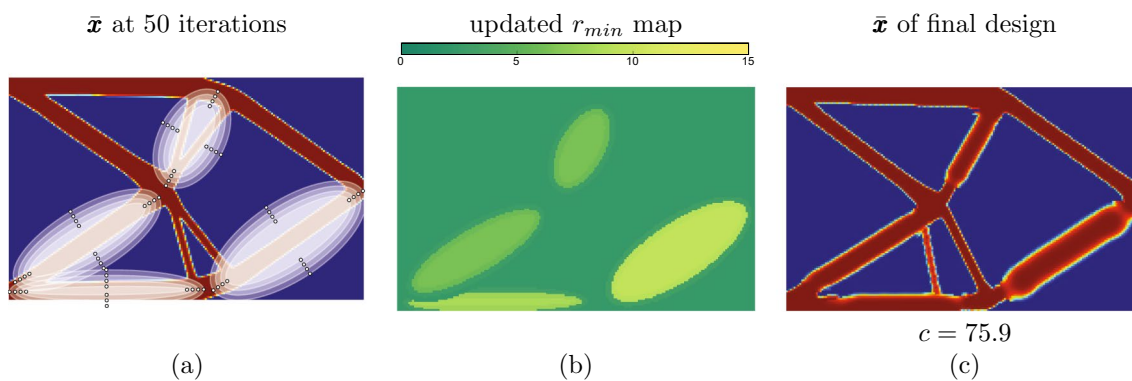 x̄ at 50 iterations
updated r_min map
x̄ of final design
0 5 10 15
c = 75.9
(a) (b) (c)